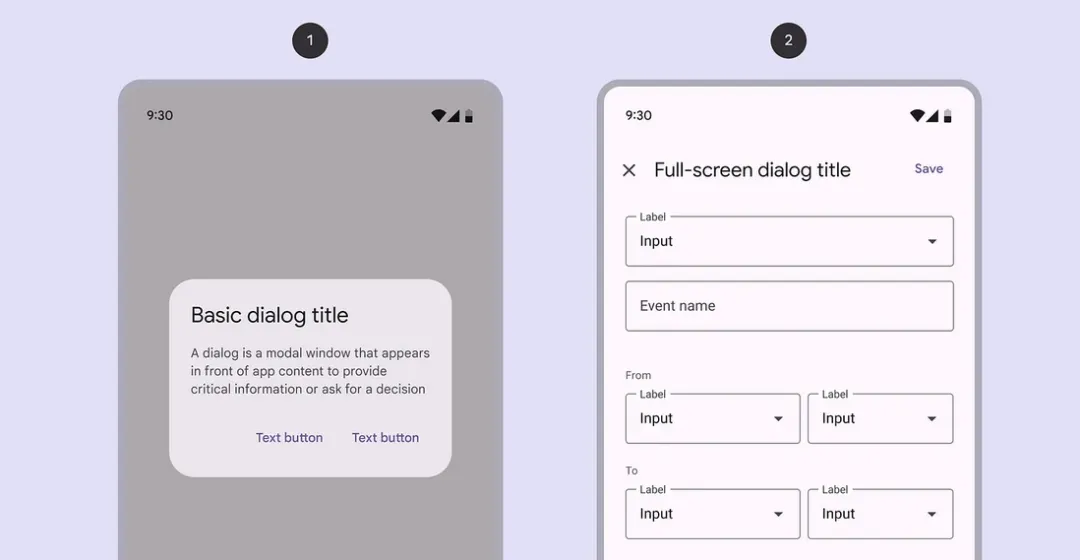 1
9:30
Basic dialog title
A dialog is a modal window that appears
in front of app content to provide
critical information or ask for a decision
Text button Text button
2
9:30
Full-screen dialog title Save
Label
Input
Event name
From
Label Label
Input Input
To
Label Label
Input Input